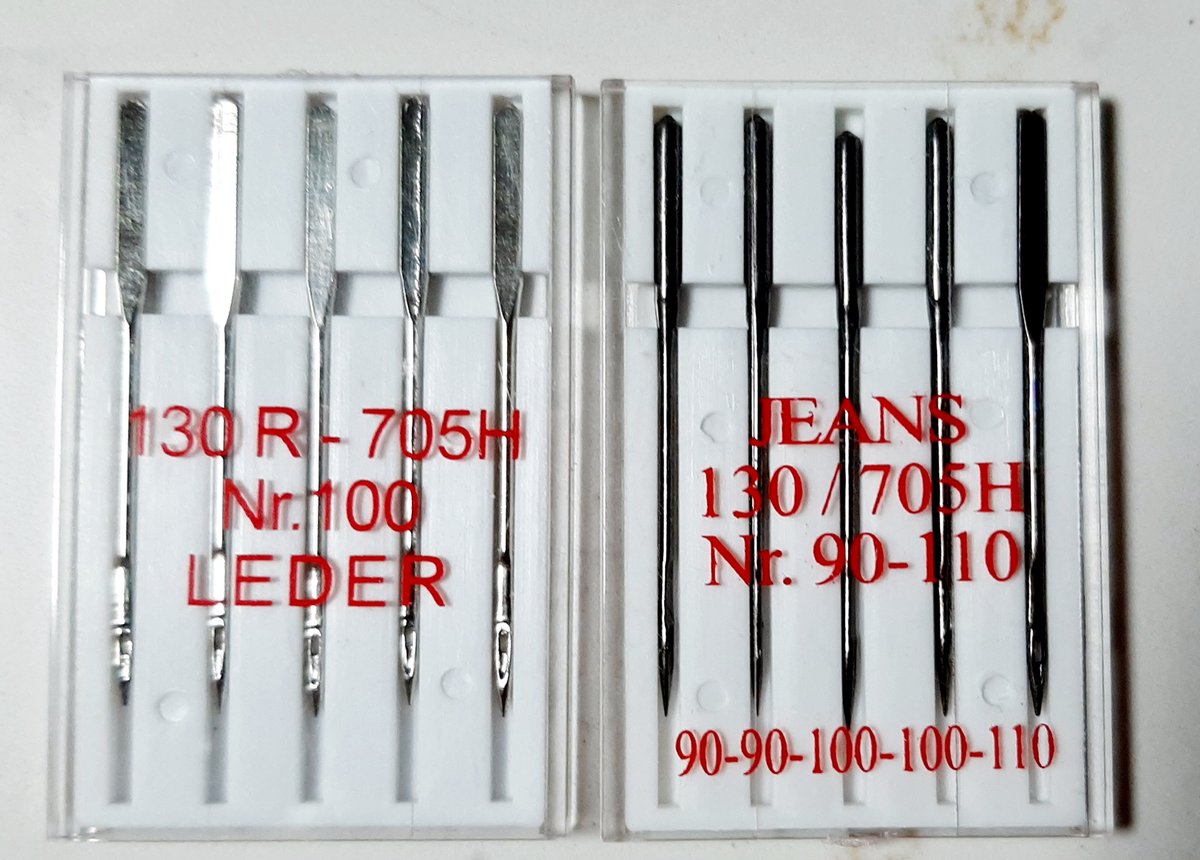 130 R - 705H
Nr.100
LEDER
JEANS
130 / 705H
Nr. 90-110
90-90-100-100-110